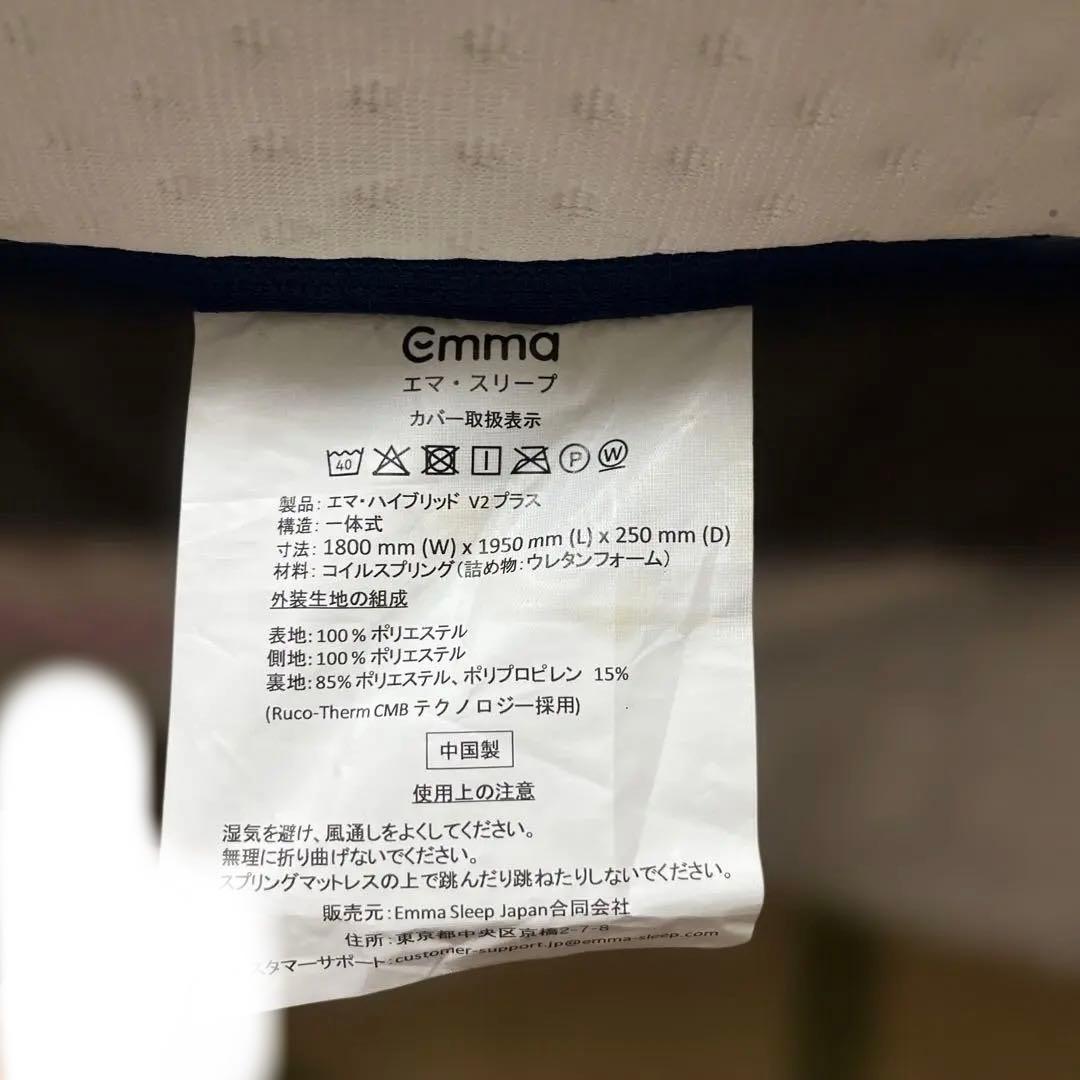 emma
エマ・スリープ
カバー取扱表示
40 P W
製品: エマ・ハイブリッド V2 プラス
構造: 一体式
寸法: 1800 mm (W) x 1950 mm (L) x 250 mm (D)
材料: コイルスプリング(詰め物:ウレタンフォーム)
外装生地の組成
表地: 100 % ポリエステル
側地: 100 % ポリエステル
裏地: 85% ポリエステル、ポリプロピレン 15%
(Ruco-Therm CMB テクノロジー採用)
中国製
使用上の注意
湿気を避け、風通しをよくしてください。
無理に折り曲げないでください。
スプリングマットレスの上で跳んだり跳ねたりしないでください。
販売元:Emma Sleep Japan合同会社
住所:東京都中央区京橋2-7-8
スタマーサポート:customer-support.jp@emma-sleep.com